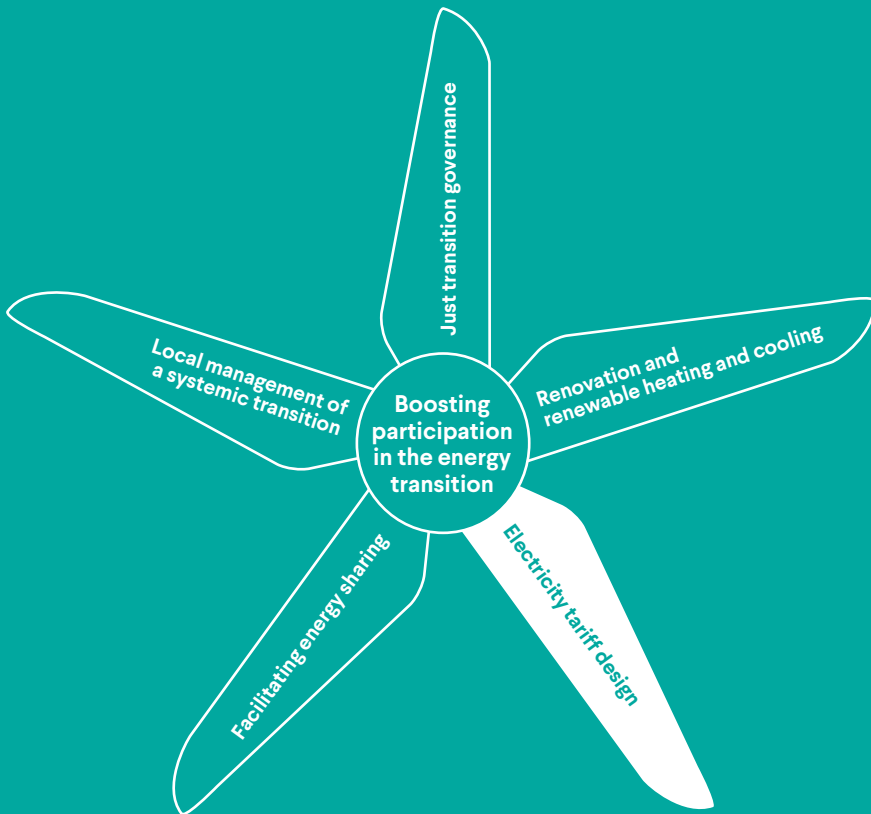 Just transition governance
Renovation and
renewable heating and cooling
Electricity tariff design
Facilitating energy sharing
Local management of
a systemic transition
Boosting
participation
in the energy
transition